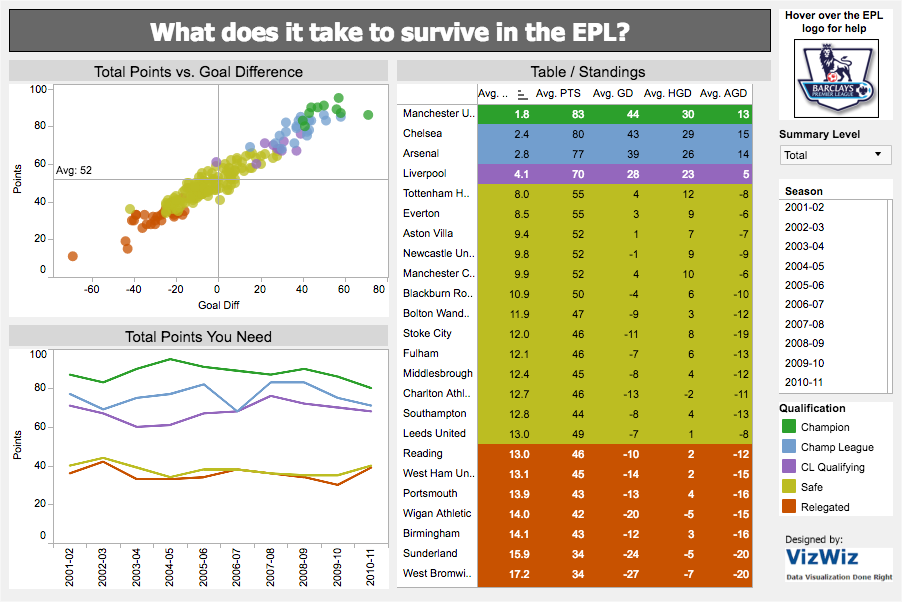 What does it take to survive in the EPL?
Hover over the EPL
logo for help
BARCLAYS
PREMIER LEAGUE
Total Points vs. Goal Difference
Points
100
80
60
40
20
0
Avg: 52
-60 -40 -20 0 20 40 60 80
Goal Diff
Total Points You Need
Points
100
80
60
40
20
0
2001-02 2002-03 2003-04 2004-05 2005-06 2006-07 2007-08 2008-09 2009-10 2010-11
Table / Standings
Avg. .. Avg. PTS Avg. GD Avg. HGD Avg. AGD
Manchester U.. 1.8 83 44 30 13
Chelsea 2.4 80 43 29 15
Arsenal 2.8 77 39 26 14
Liverpool 4.1 70 28 23 5
Tottenham H.. 8.0 55 4 12 -8
Everton 8.5 55 3 9 -6
Aston Villa 9.4 52 1 7 -7
Newcastle Un.. 9.8 52 -1 9 -9
Manchester C.. 9.9 52 4 10 -6
Blackburn Ro.. 10.9 50 -4 6 -10
Bolton Wand.. 11.9 47 -9 3 -12
Stoke City 12.0 46 -11 8 -19
Fulham 12.1 46 -7 6 -13
Middlesbrough 12.4 45 -8 4 -12
Charlton Athl.. 12.7 46 -13 -2 -11
Southampton 12.8 44 -8 4 -13
Leeds United 13.0 49 -7 1 -8
Reading 13.0 46 -10 2 -12
West Ham Un.. 13.1 45 -14 2 -15
Portsmouth 13.9 43 -13 4 -16
Wigan Athletic 14.0 42 -20 -5 -15
Birmingham 14.1 43 -12 3 -16
Sunderland 15.9 34 -24 -5 -20
West Bromwi.. 17.2 34 -27 -7 -20
Summary Level
Total
Season
2001-02
2002-03
2003-04
2004-05
2005-06
2006-07
2007-08
2008-09
2009-10
2010-11
Qualification
Champion
Champ League
CL Qualifying
Safe
Relegated
Designed by:
VizWiz
Data Visualization Done Right